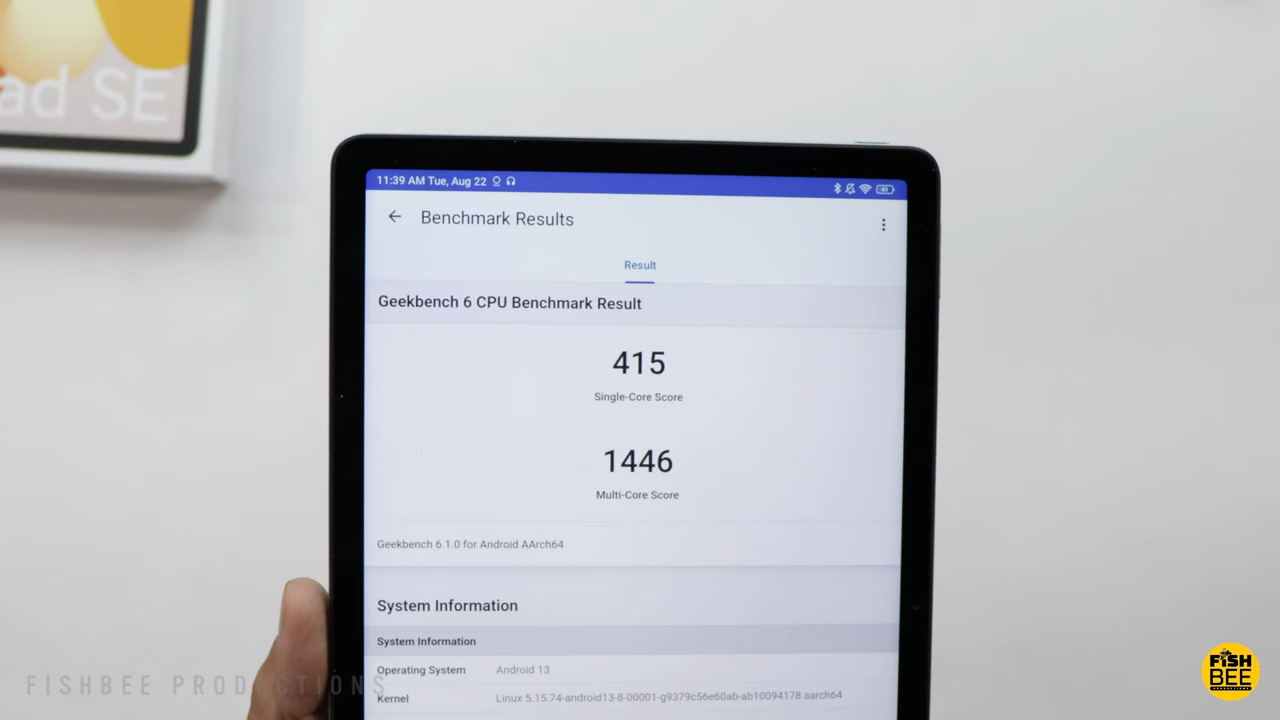 ad SE
11:39 AM Tue, Aug 22
Benchmark Results
Result
Geekbench 6 CPU Benchmark Result
415
Single-Core Score
1446
Multi-Core Score
Geekbench 6.1.0 for Android AArch64
System Information
System Information
Operating System Android 13
Kernel Linux 5.15.74-android13-8-00001-g9379c56e60ab-ab10094178 aarch64
FISHBEE PRODUCTIONS
FISH
BEE
PRODUCTIONS